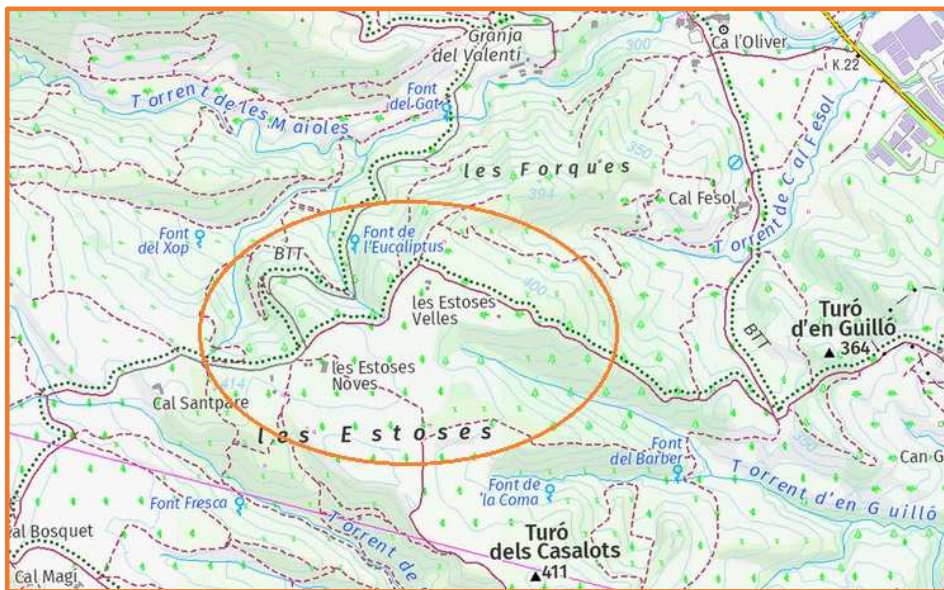 Granja
del Valentí
Ca l'Oliver
K.22
300
Font
del Gat
Torrent de les Maioles
350
les Forques
394
Cal Fesol
Torrent de Cal Fesol
Font
del Xop
Font de
l'Eucaliptus
BTT
400
les Estoses
Velles
Turó
d'en Guilló
364
BTT
les Estoses
Noves
414
Cal Santpare
les Estoses
350
Font
del Barber
Can G
Font de
la Coma
Torrent d'en Guilló
Font Fresca
Torrent de
al Bosquet
Turó
dels Casalots
411
Cal Magí